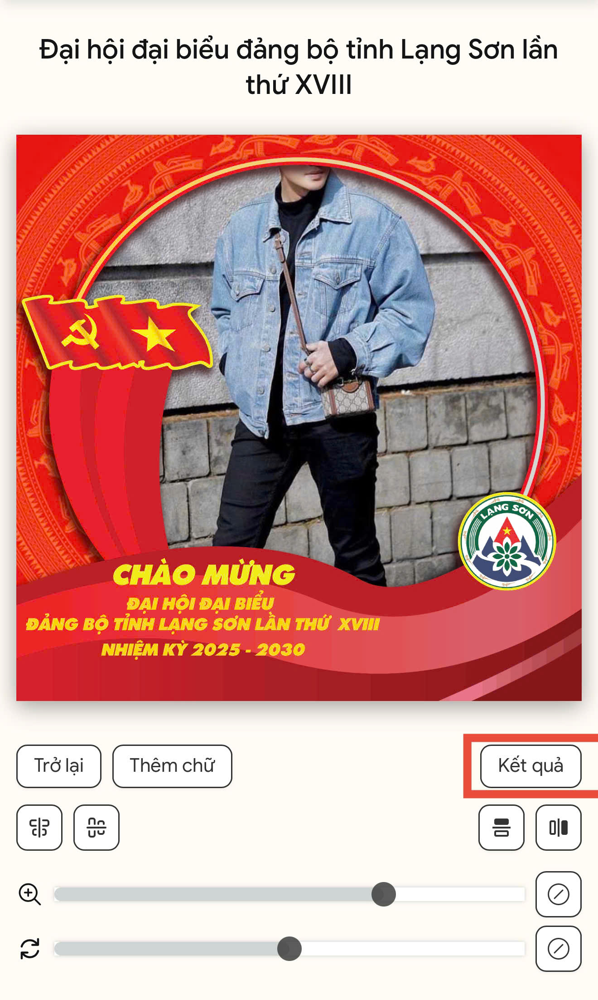 Đại hội đại biểu đảng bộ tỉnh Lạng Sơn lần
thứ XVIII
LẠNG SƠN
CHÀO MỪNG
ĐẠI HỘI ĐẠI BIỂU
ĐẢNG BỘ TỈNH LẠNG SƠN LẦN THỨ XVIII
NHIỆM KỲ 2025 - 2030
Trở lại
Thêm chữ
Kết quả